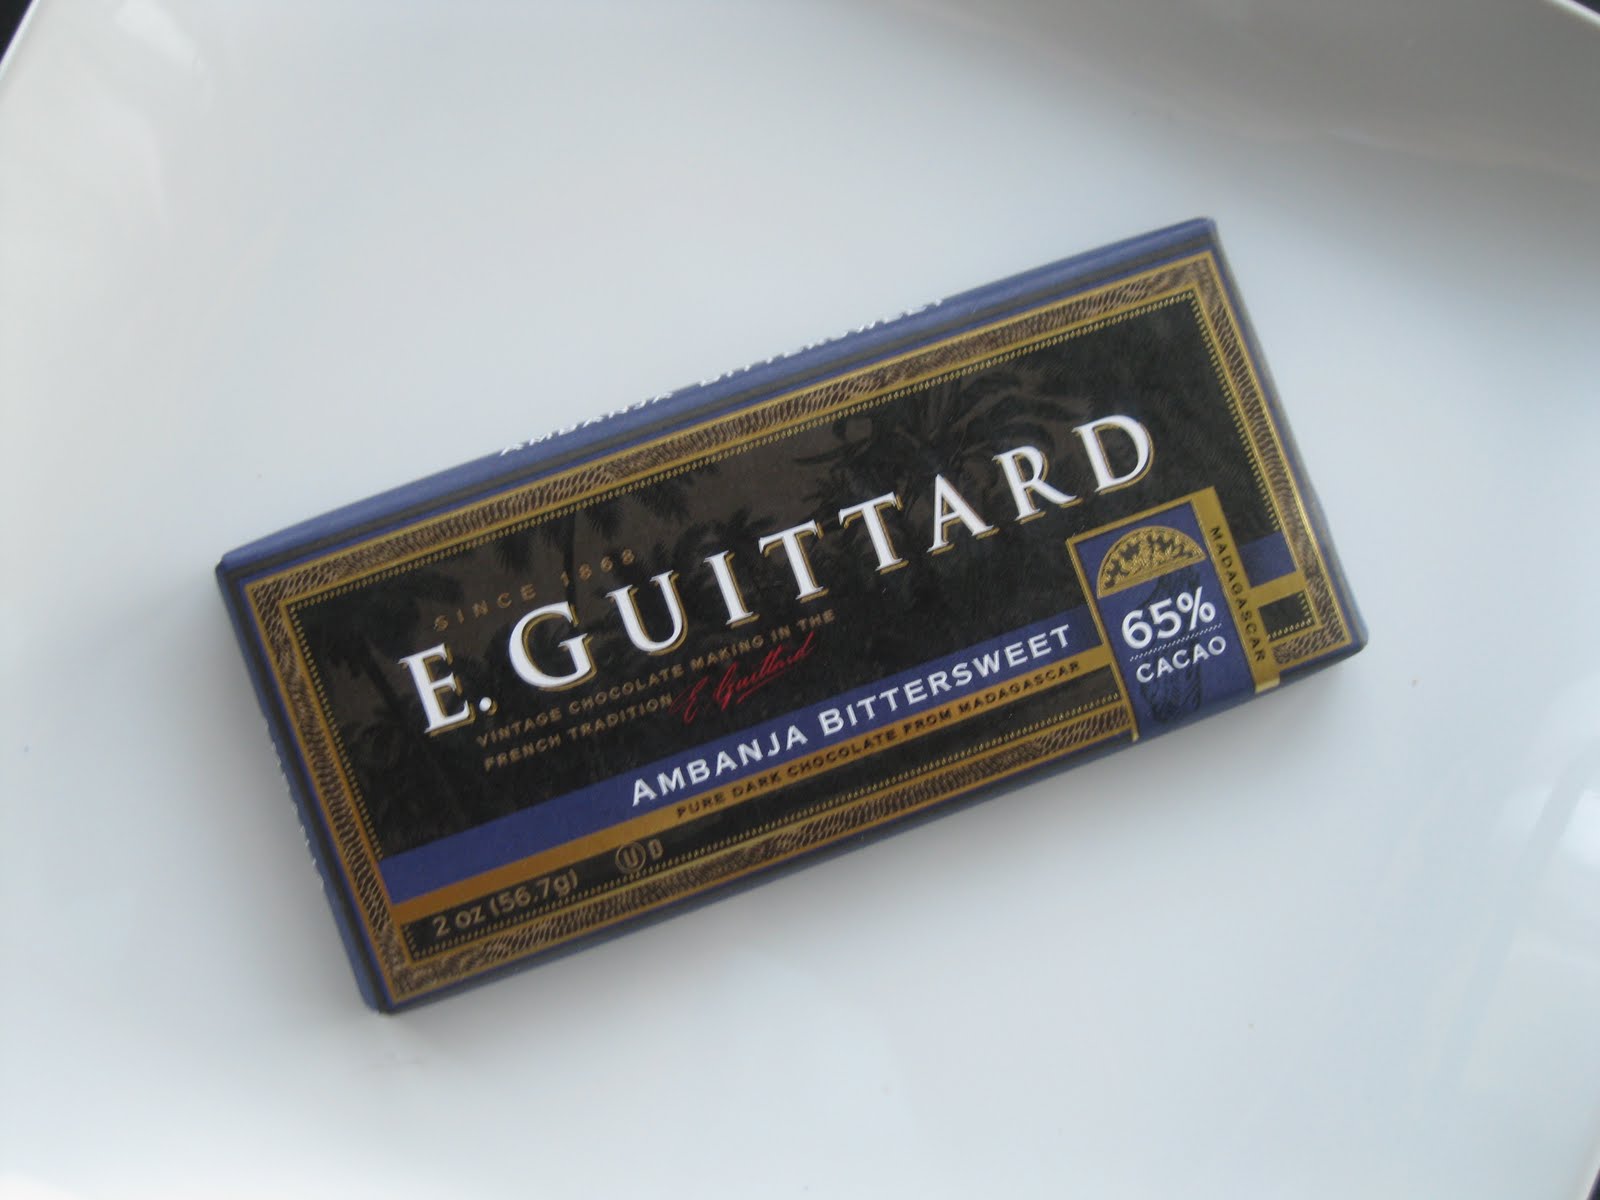 AMBANJA BITTERSWEET
SINCE 1868
E. GUITTARD
VINTAGE CHOCOLATE MAKING IN THE
FRENCH TRADITION E. Guittard
AMBANJA BITTERSWEET
PURE DARK CHOCOLATE FROM MADAGASCAR
65%
CACAO
MADAGASCAR
2 oz (56.7g) U D